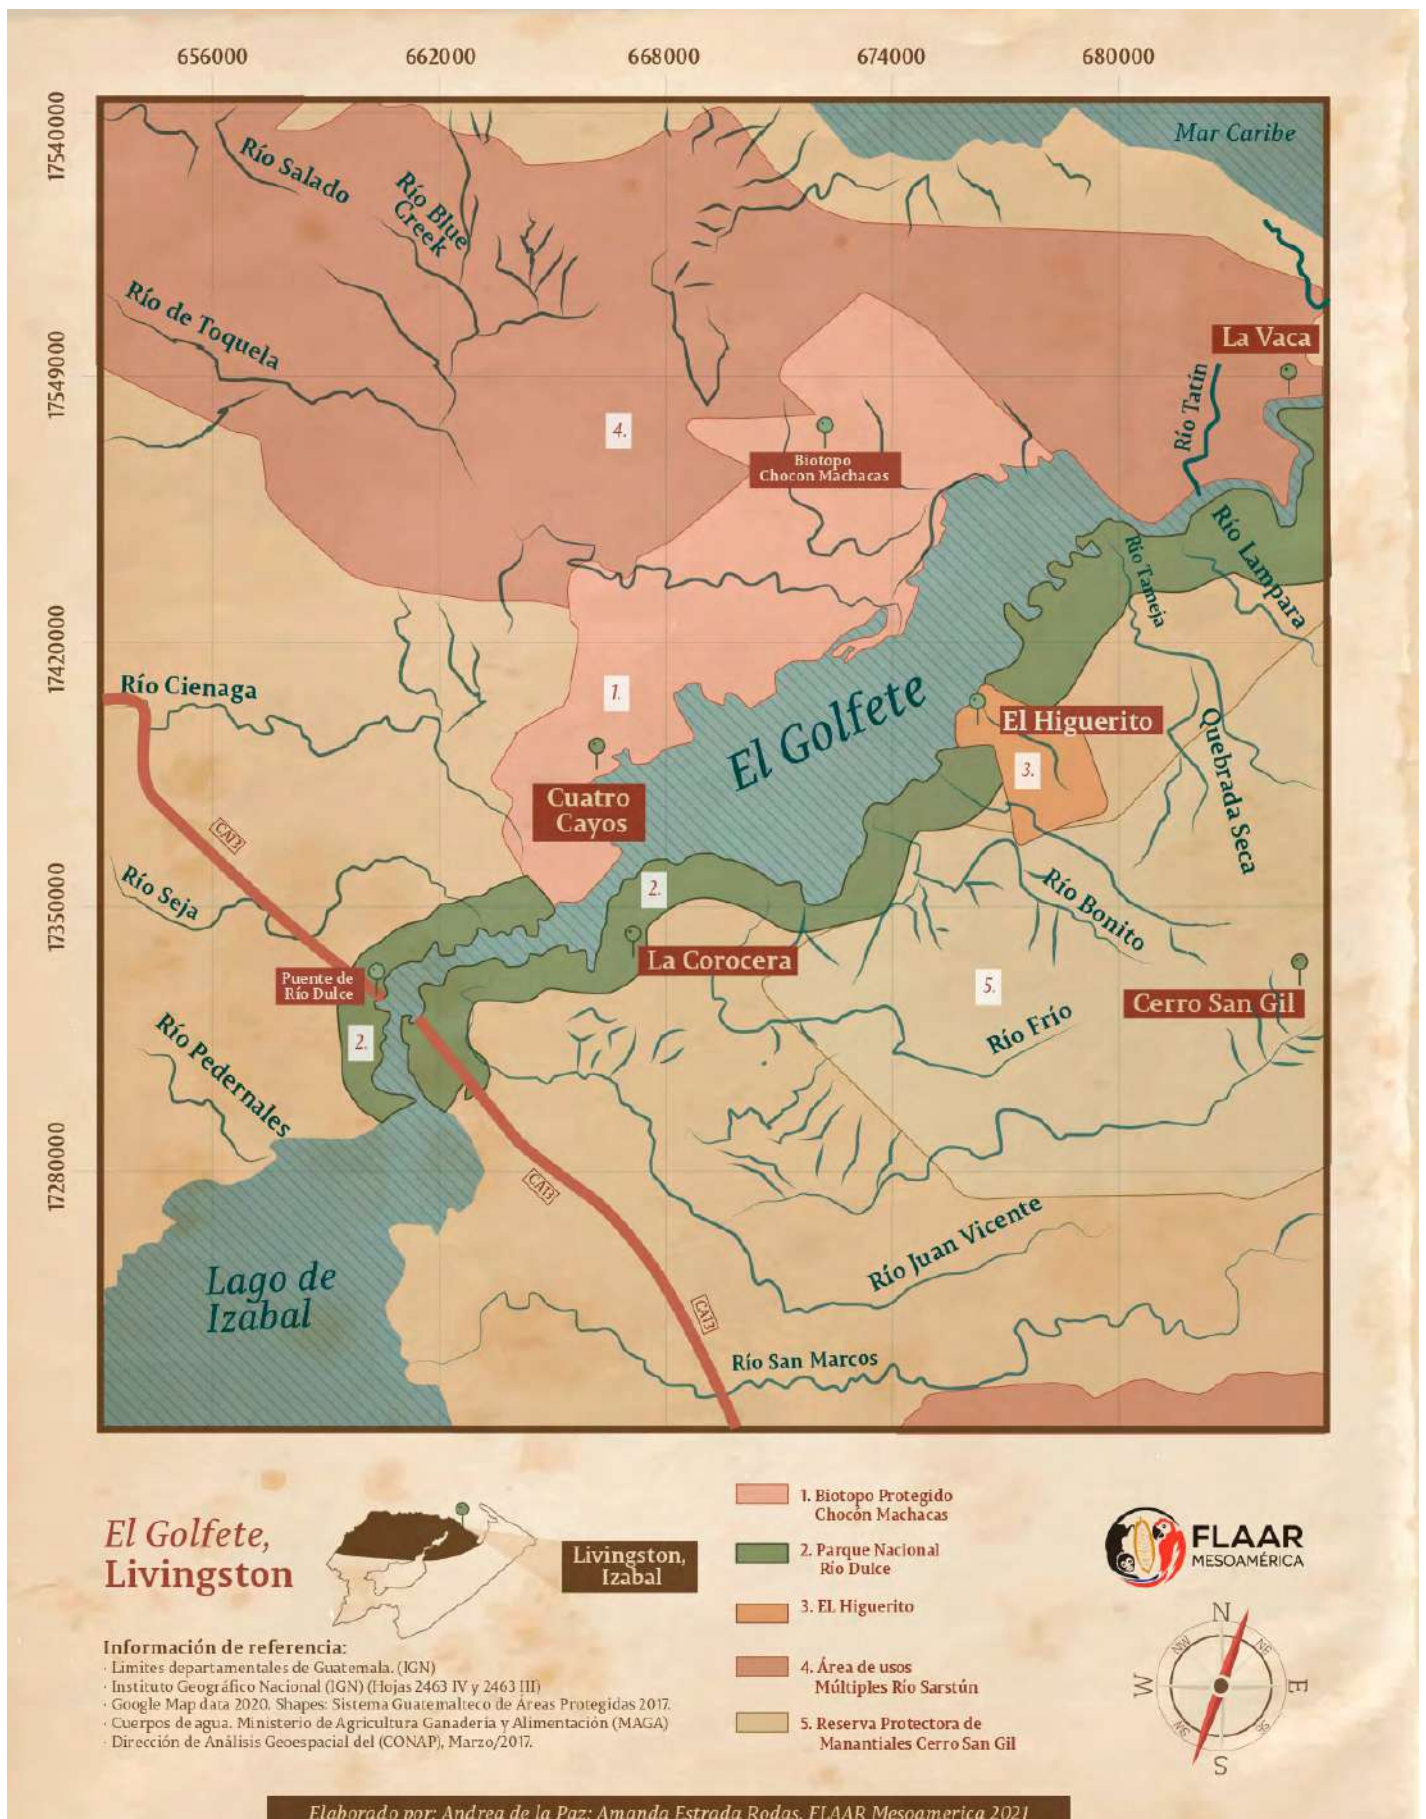 656000 662000 668000 674000 680000
17540000
17549000
17420000
17350000
17280000
Mar Caribe
Río Salado
Río Blue
Creek
Río de Toquela
La Vaca
Río Tatín
4.
Biotopo
Chocon Machacas
Río Lampara
Río Tameja
Río Cienaga
1.
El Golfete
El Higuerito
3.
Quebrada Seca
Cuatro
Cayos
CA13
Río Seja
2.
Río Bonito
La Corocera
Puente de
Río Dulce
5.
Cerro San Gil
2.
Río Frío
Río Pedernales
CA13
Río Juan Vicente
Lago de
Izabal
CA13
Río San Marcos
El Golfete,
Livingston
Livingston,
Izabal
1. Biotopo Protegido
Chocón Machacas
2. Parque Nacional
Río Dulce
3. EL Higuerito
4. Área de usos
Múltiples Río Sarstún
5. Reserva Protectora de
Manantiales Cerro San Gil
FLAAR
MESOAMÉRICA
N
NW NE
W E
SW SE
S
Información de referencia:
· Limites departamentales de Guatemala. (IGN)
· Instituto Geográfico Nacional (IGN) (Hojas 2463 IV y 2463 III)
· Google Map data 2020. Shapes: Sistema Guatemalteco de Áreas Protegidas 2017.
· Cuerpos de agua. Ministerio de Agricultura Ganadería y Alimentación (MAGA)
· Dirección de Análisis Geoespacial del (CONAP), Marzo/2017.
Elaborado por: Andrea de la Paz; Amanda Estrada Rodas, FLAAR Mesoamerica 2021